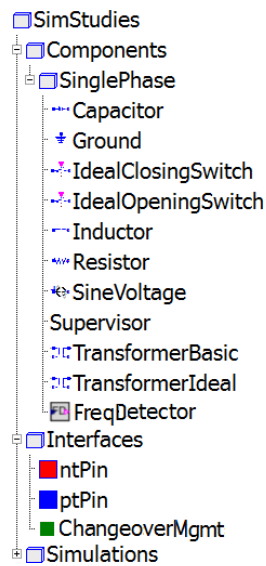 SimStudies
Components
SinglePhase
Capacitor
Ground
IdealClosingSwitch
IdealOpeningSwitch
Inductor
Resistor
SineVoltage
Supervisor
TransformerBasic
TransformerIdeal
FD FreqDetector
Interfaces
ntPin
ptPin
ChangeoverMgmt
Simulations